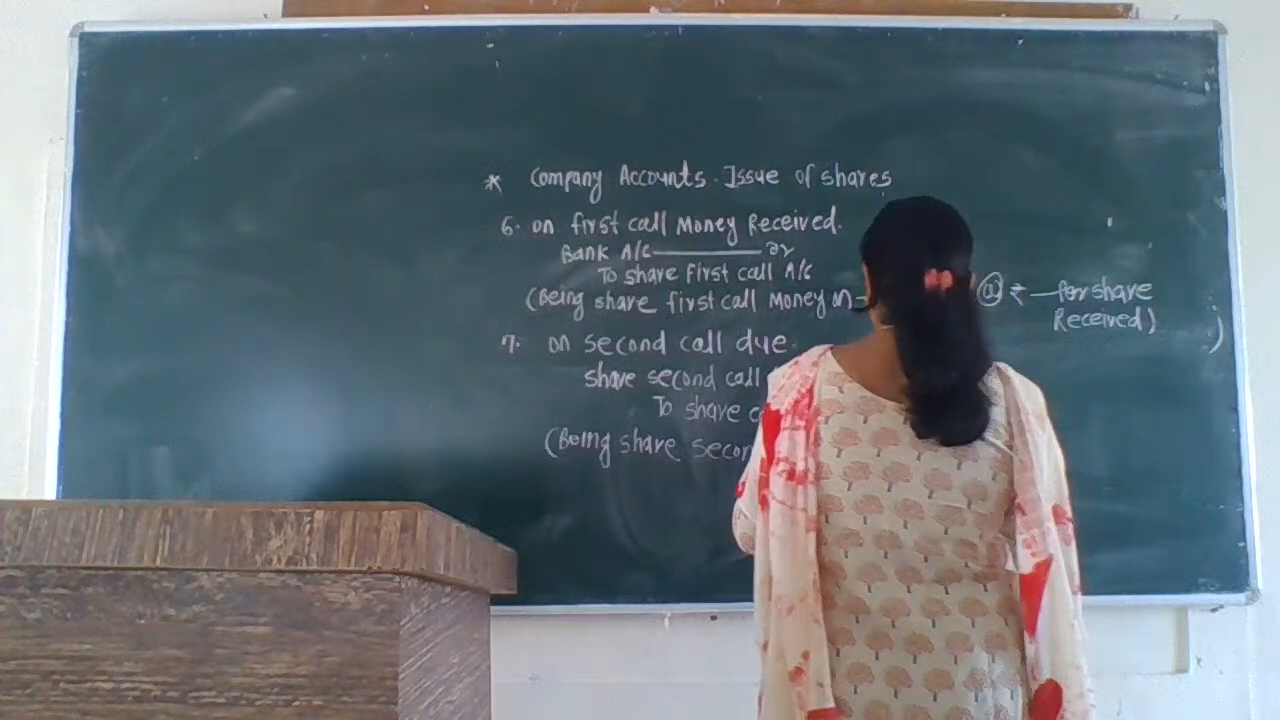 * Company Accounts. Issue of shares
6. on first call Money Received.
Bank A/c ——— Dr
To share First call A/c
(Being share first call Money on @ ₹ — Per share
Received)
7. on second call due.
share second call
To share
(Being share
)